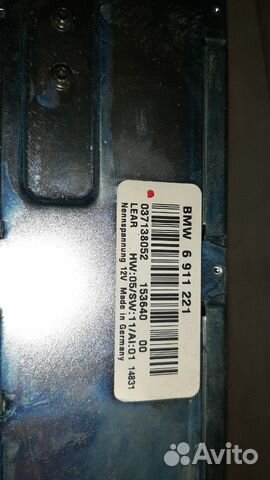 BMW 6 911 221
037138052 153640 00
LEAR HW:05/SW:11/AI:01
Nennspannung 12V Made in Germany 14831
Avito